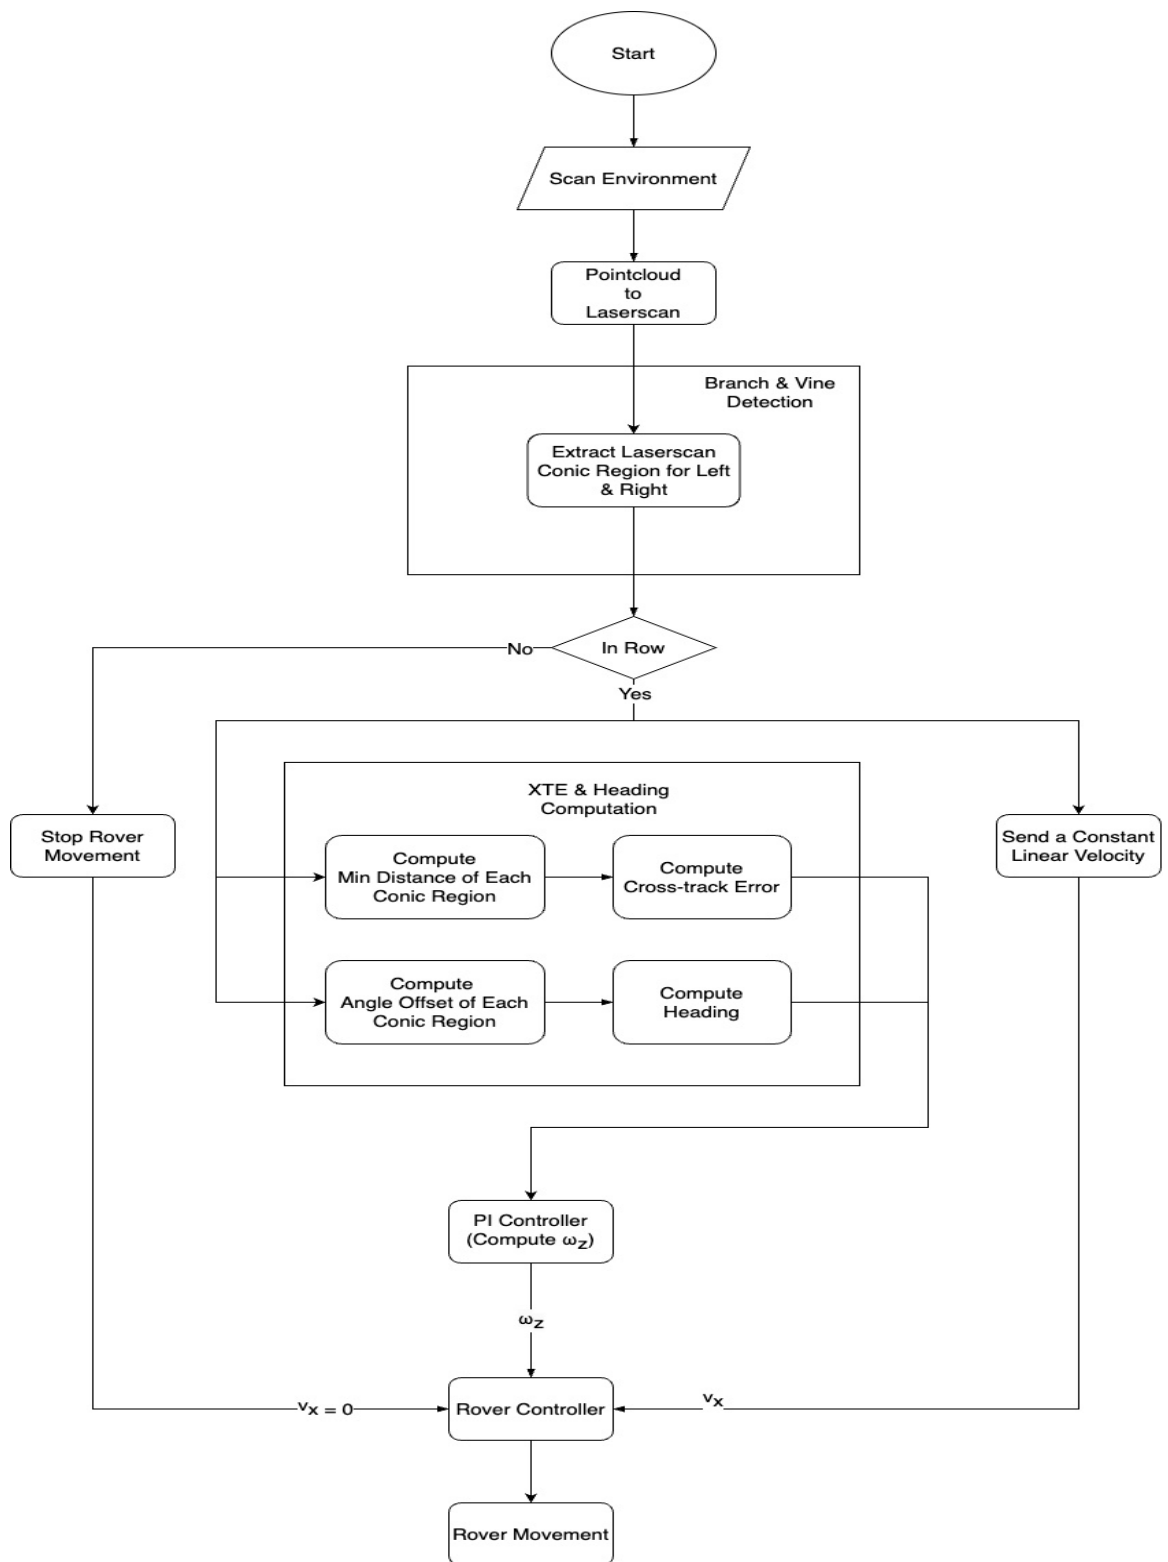 Start
Scan Environment
Pointcloud
to
Laserscan
Branch & Vine
Detection
Extract Laserscan
Conic Region for Left
& Right
In Row
No
Yes
XTE & Heading
Computation
Stop Rover
Movement
Compute
Min Distance of Each
Conic Region
Compute
Cross-track Error
Send a Constant
Linear Velocity
Compute
Angle Offset of Each
Conic Region
Compute
Heading
PI Controller
(Compute ωz)
ωz
vx = 0
Rover Controller
vx
Rover Movement